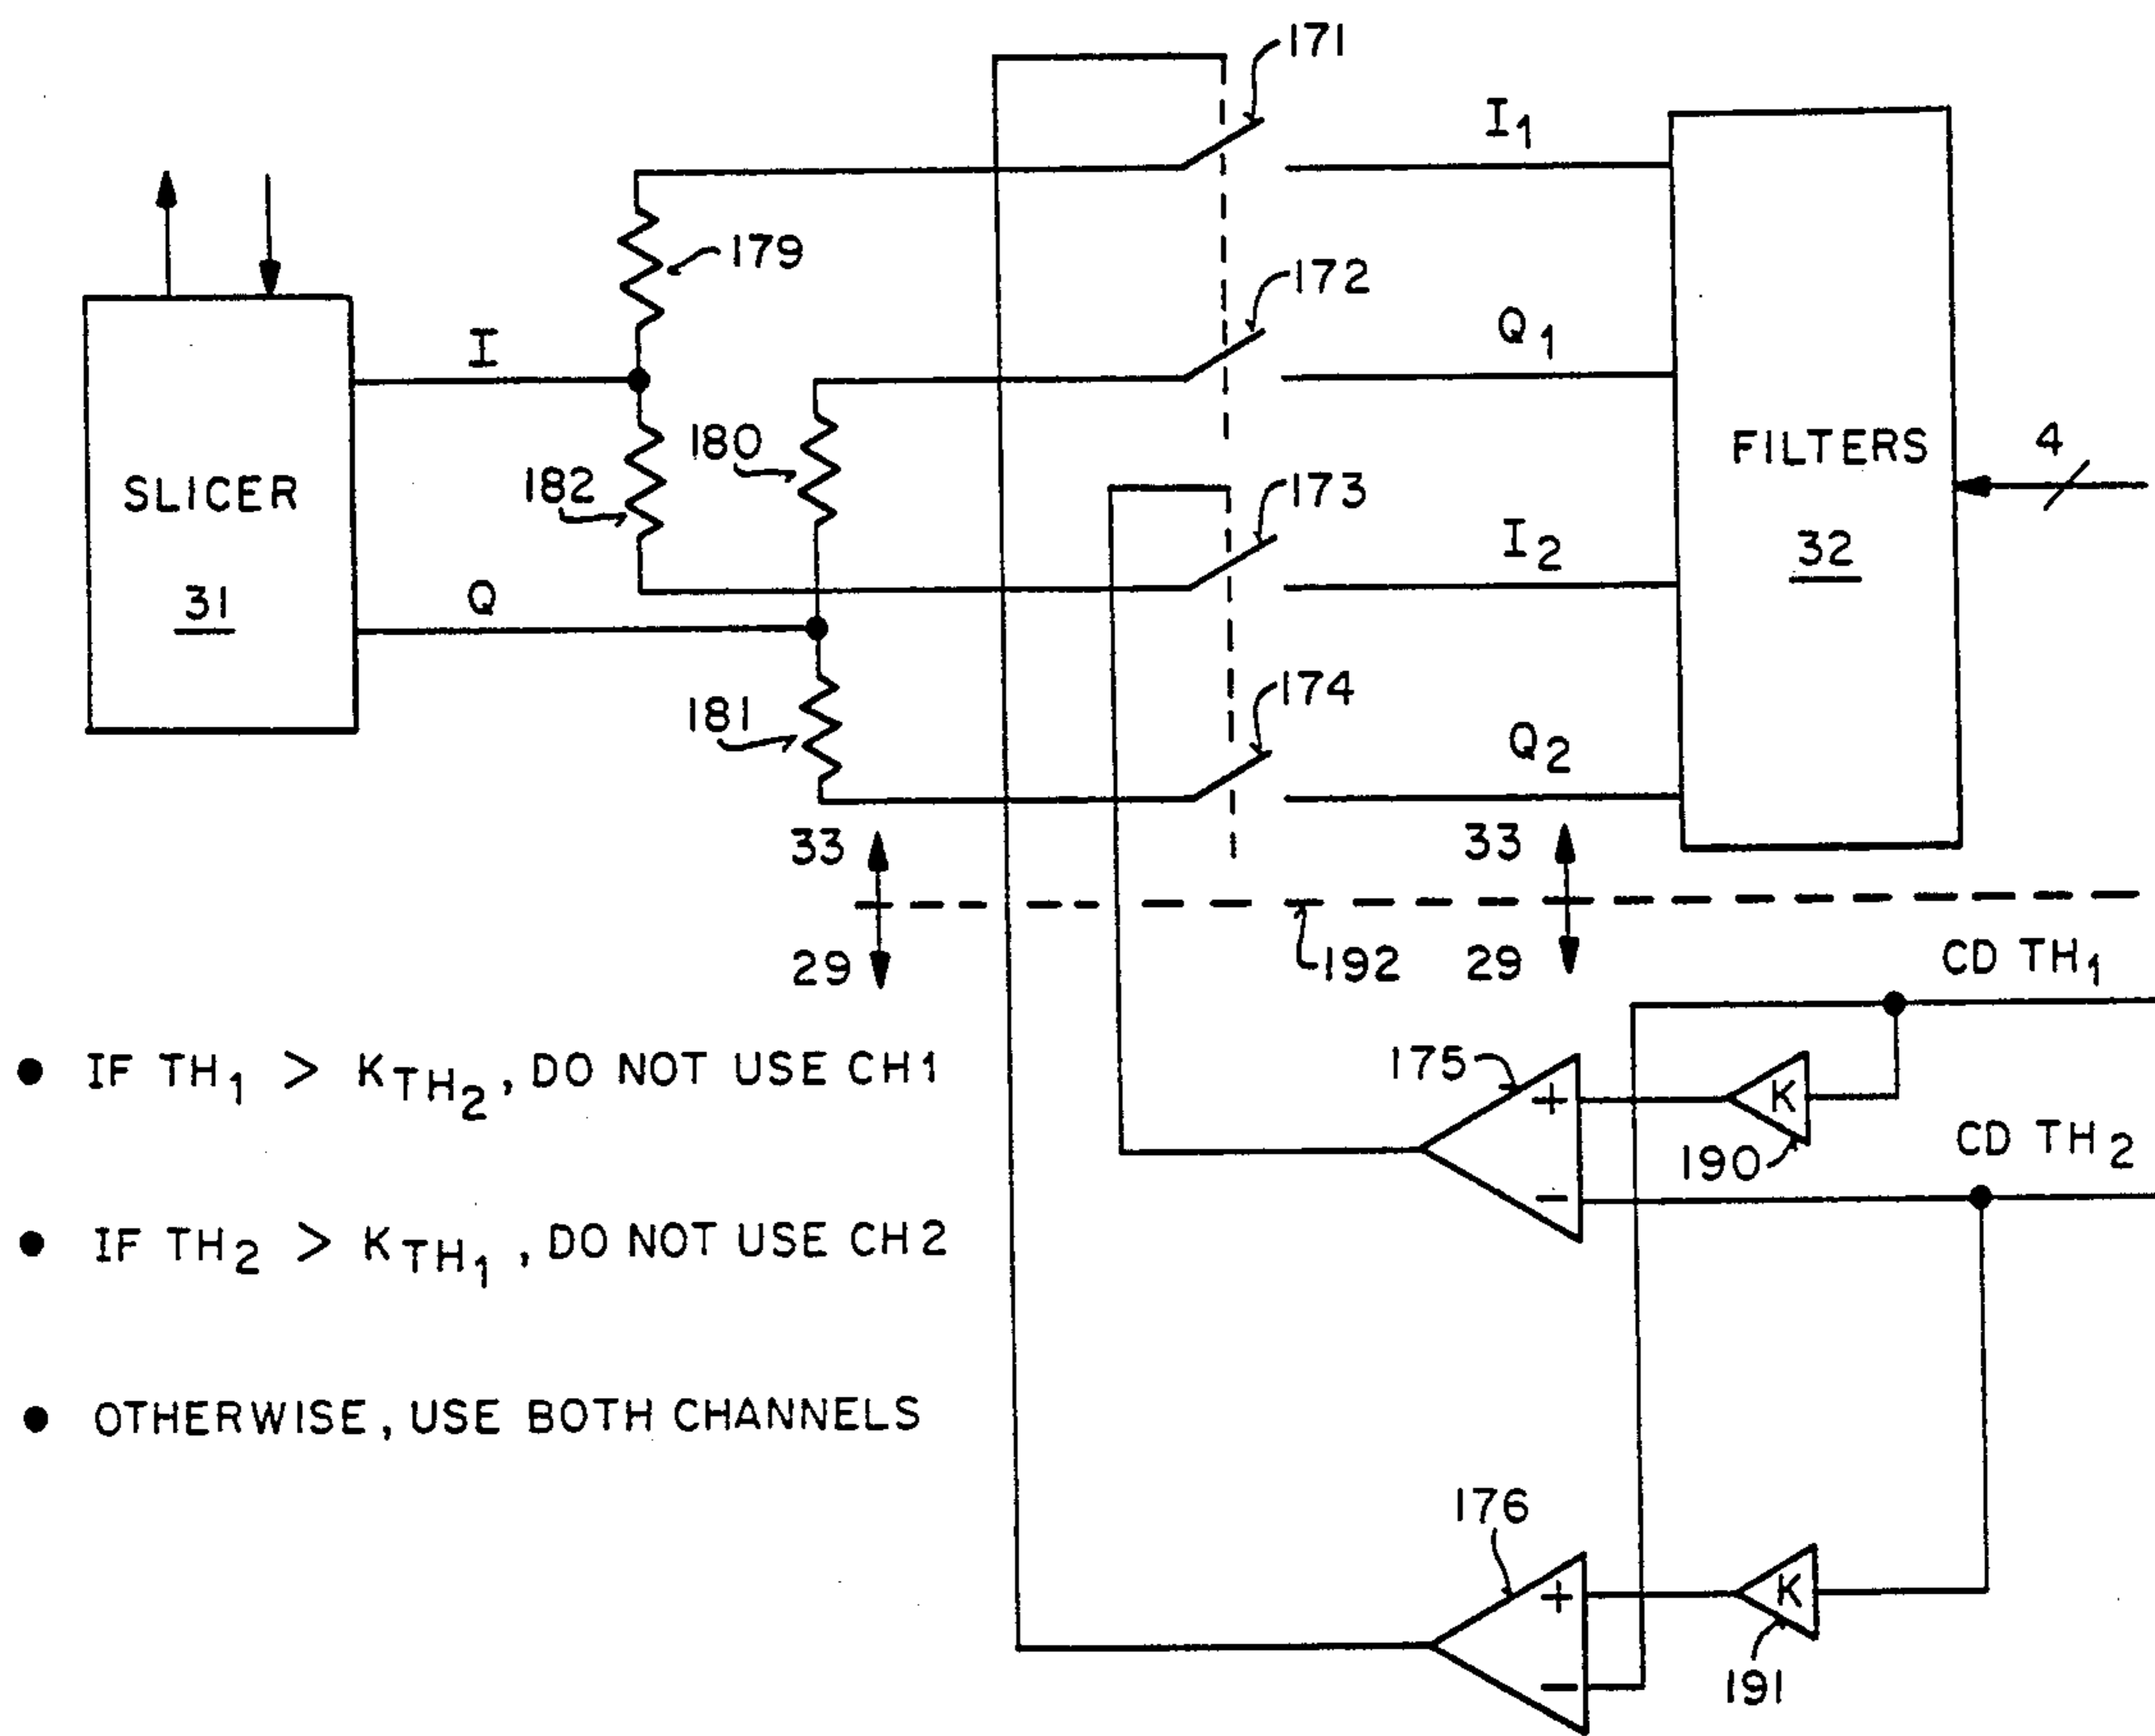 171
I1
179
172
I
Q1
180
182
173
FILTERS
4
SLICER
I2
32
31
Q
181
174
Q2
33
33
29
192
29
CD TH1
● IF TH1 > KTH2, DO NOT USE CH1
175
+
K
190
CD TH2
−
● IF TH2 > KTH1, DO NOT USE CH2
● OTHERWISE, USE BOTH CHANNELS
176
+
K
−
191